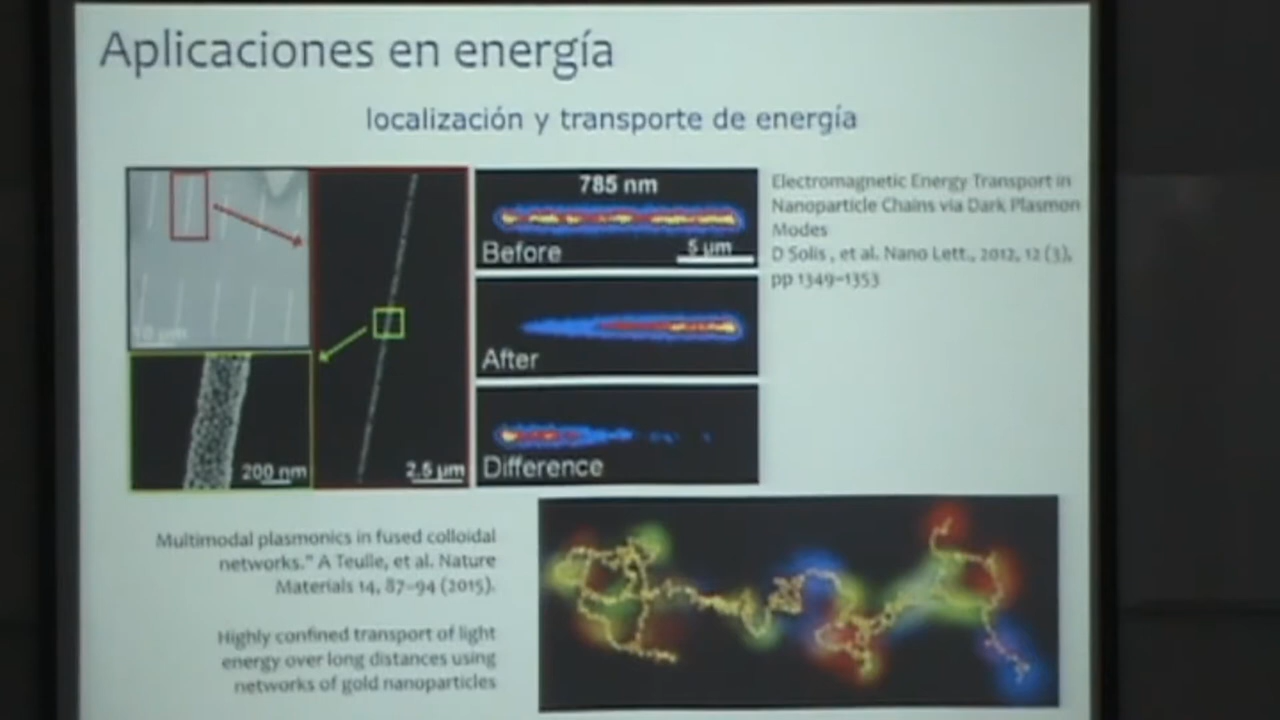 Aplicaciones en energía
localización y transporte de energía
785 nm
Before
5 µm
After
Difference
10 µm
200 nm
2.5 µm
Electromagnetic Energy Transport in
Nanoparticle Chains via Dark Plasmon
Modes
D Solis , et al. Nano Lett., 2012, 12 (3),
pp 1349–1353
Multimodal plasmonics in fused colloidal
networks." A Teulle, et al. Nature
Materials 14, 87–94 (2015).
Highly confined transport of light
energy over long distances using
networks of gold nanoparticles